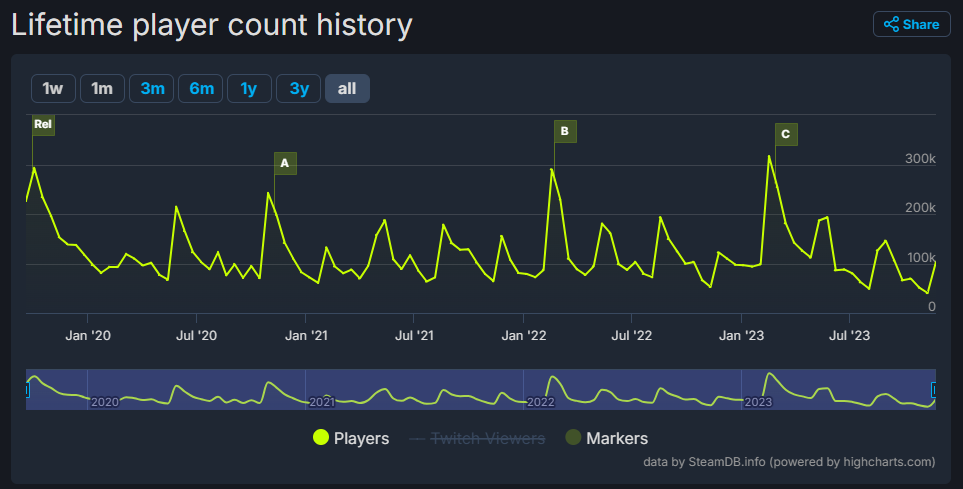 Lifetime player count history
Share
1w 1m 3m 6m 1y 3y all
Rel
A
B
C
300k
200k
100k
0
Jan '20 Jul '20 Jan '21 Jul '21 Jan '22 Jul '22 Jan '23 Jul '23
2020 2021 2022 2023
Players Twitch Viewers Markers
data by SteamDB.info (powered by highcharts.com)